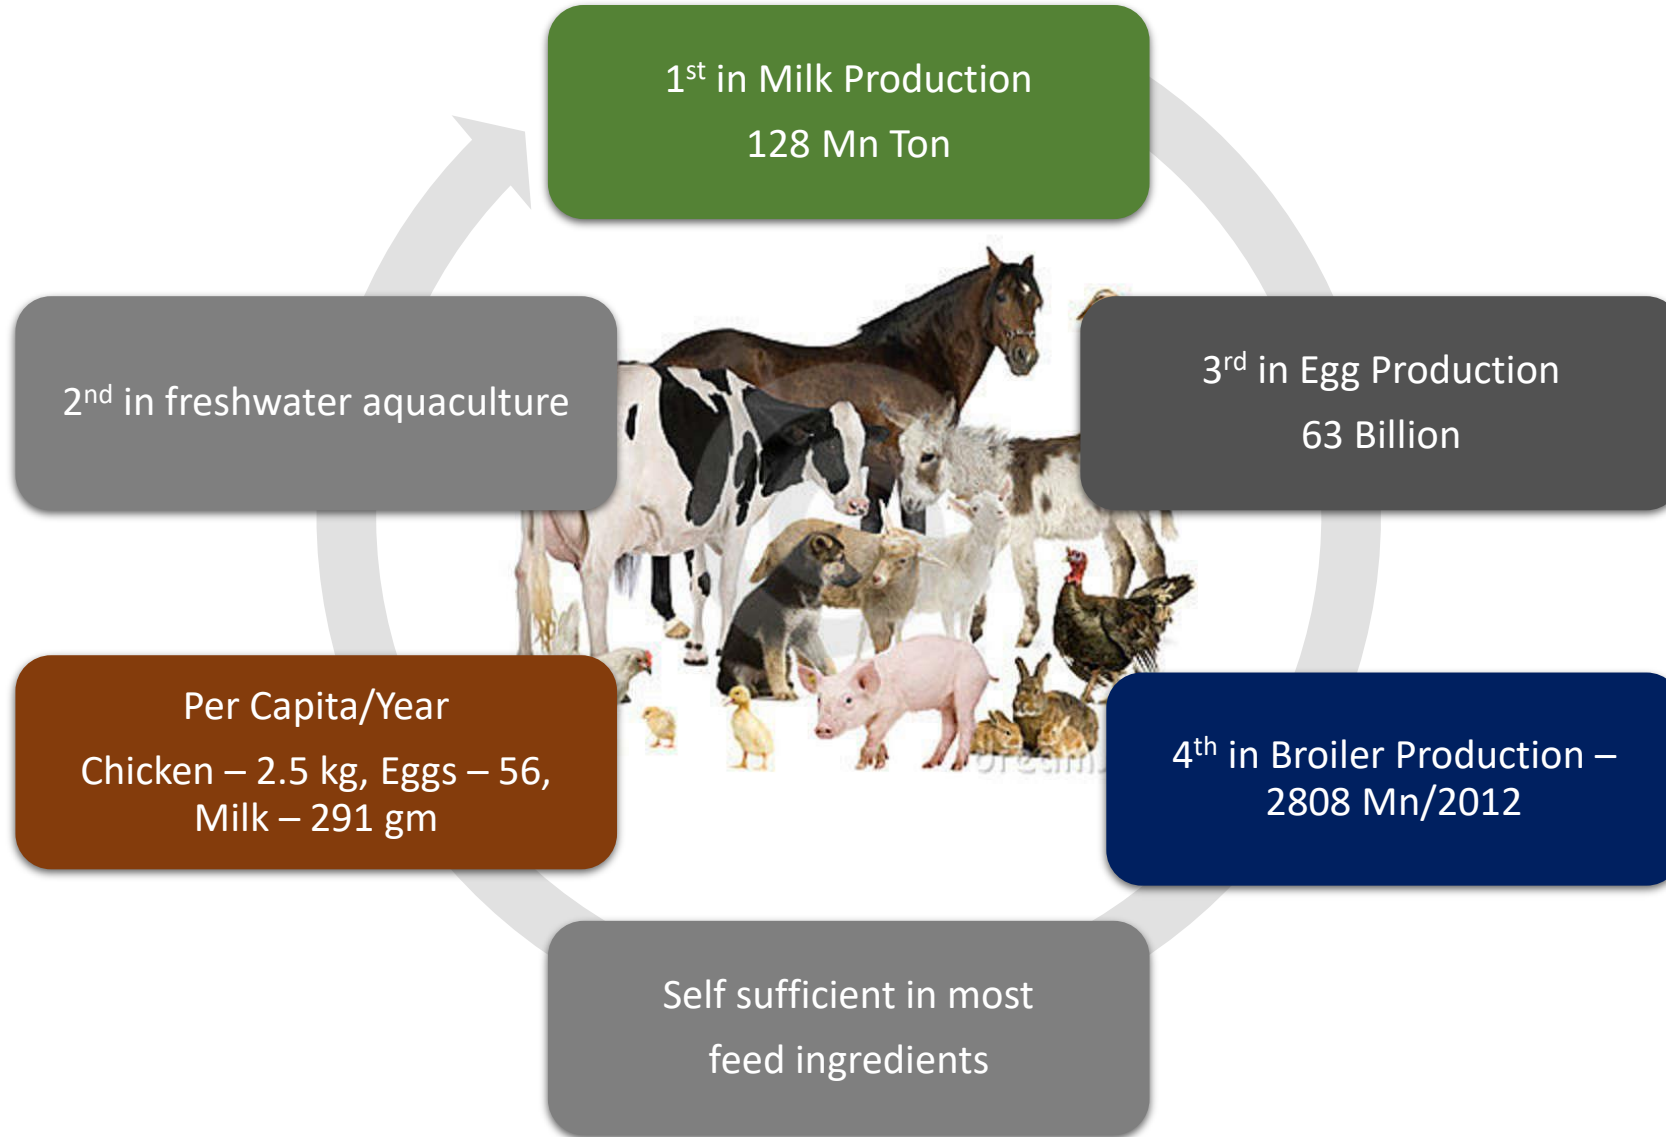 1st in Milk Production
128 Mn Ton
3rd in Egg Production
63 Billion
4th in Broiler Production –
2808 Mn/2012
Self sufficient in most
feed ingredients
Per Capita/Year
Chicken – 2.5 kg, Eggs – 56,
Milk – 291 gm
2nd in freshwater aquaculture